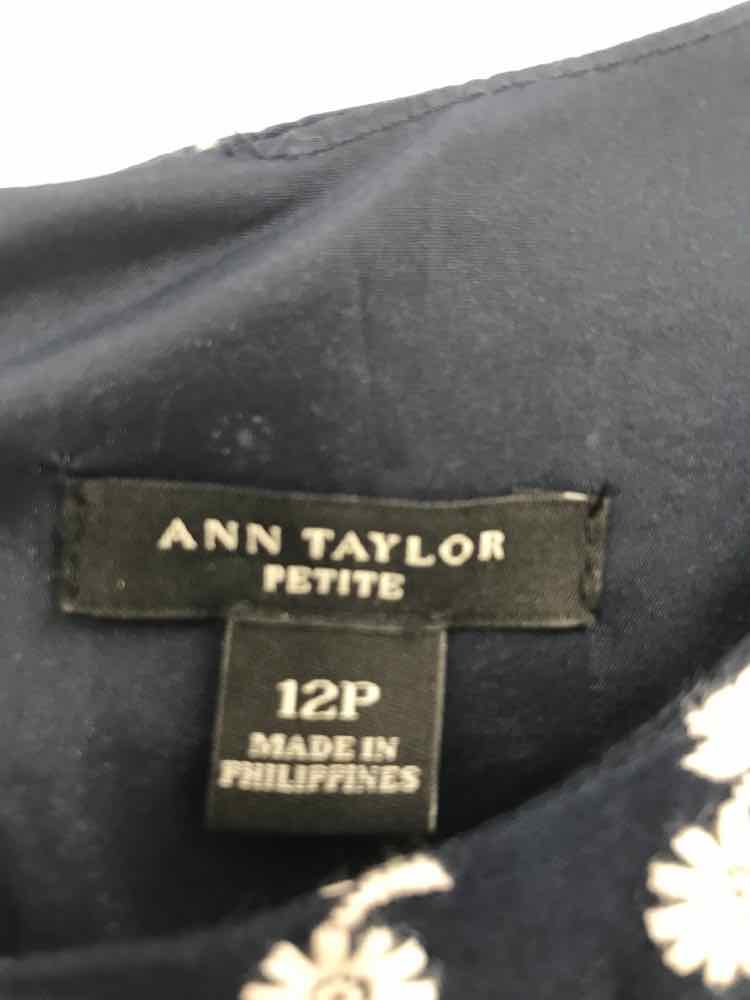 ANN TAYLOR
PETITE
12P
MADE IN
PHILIPPINES